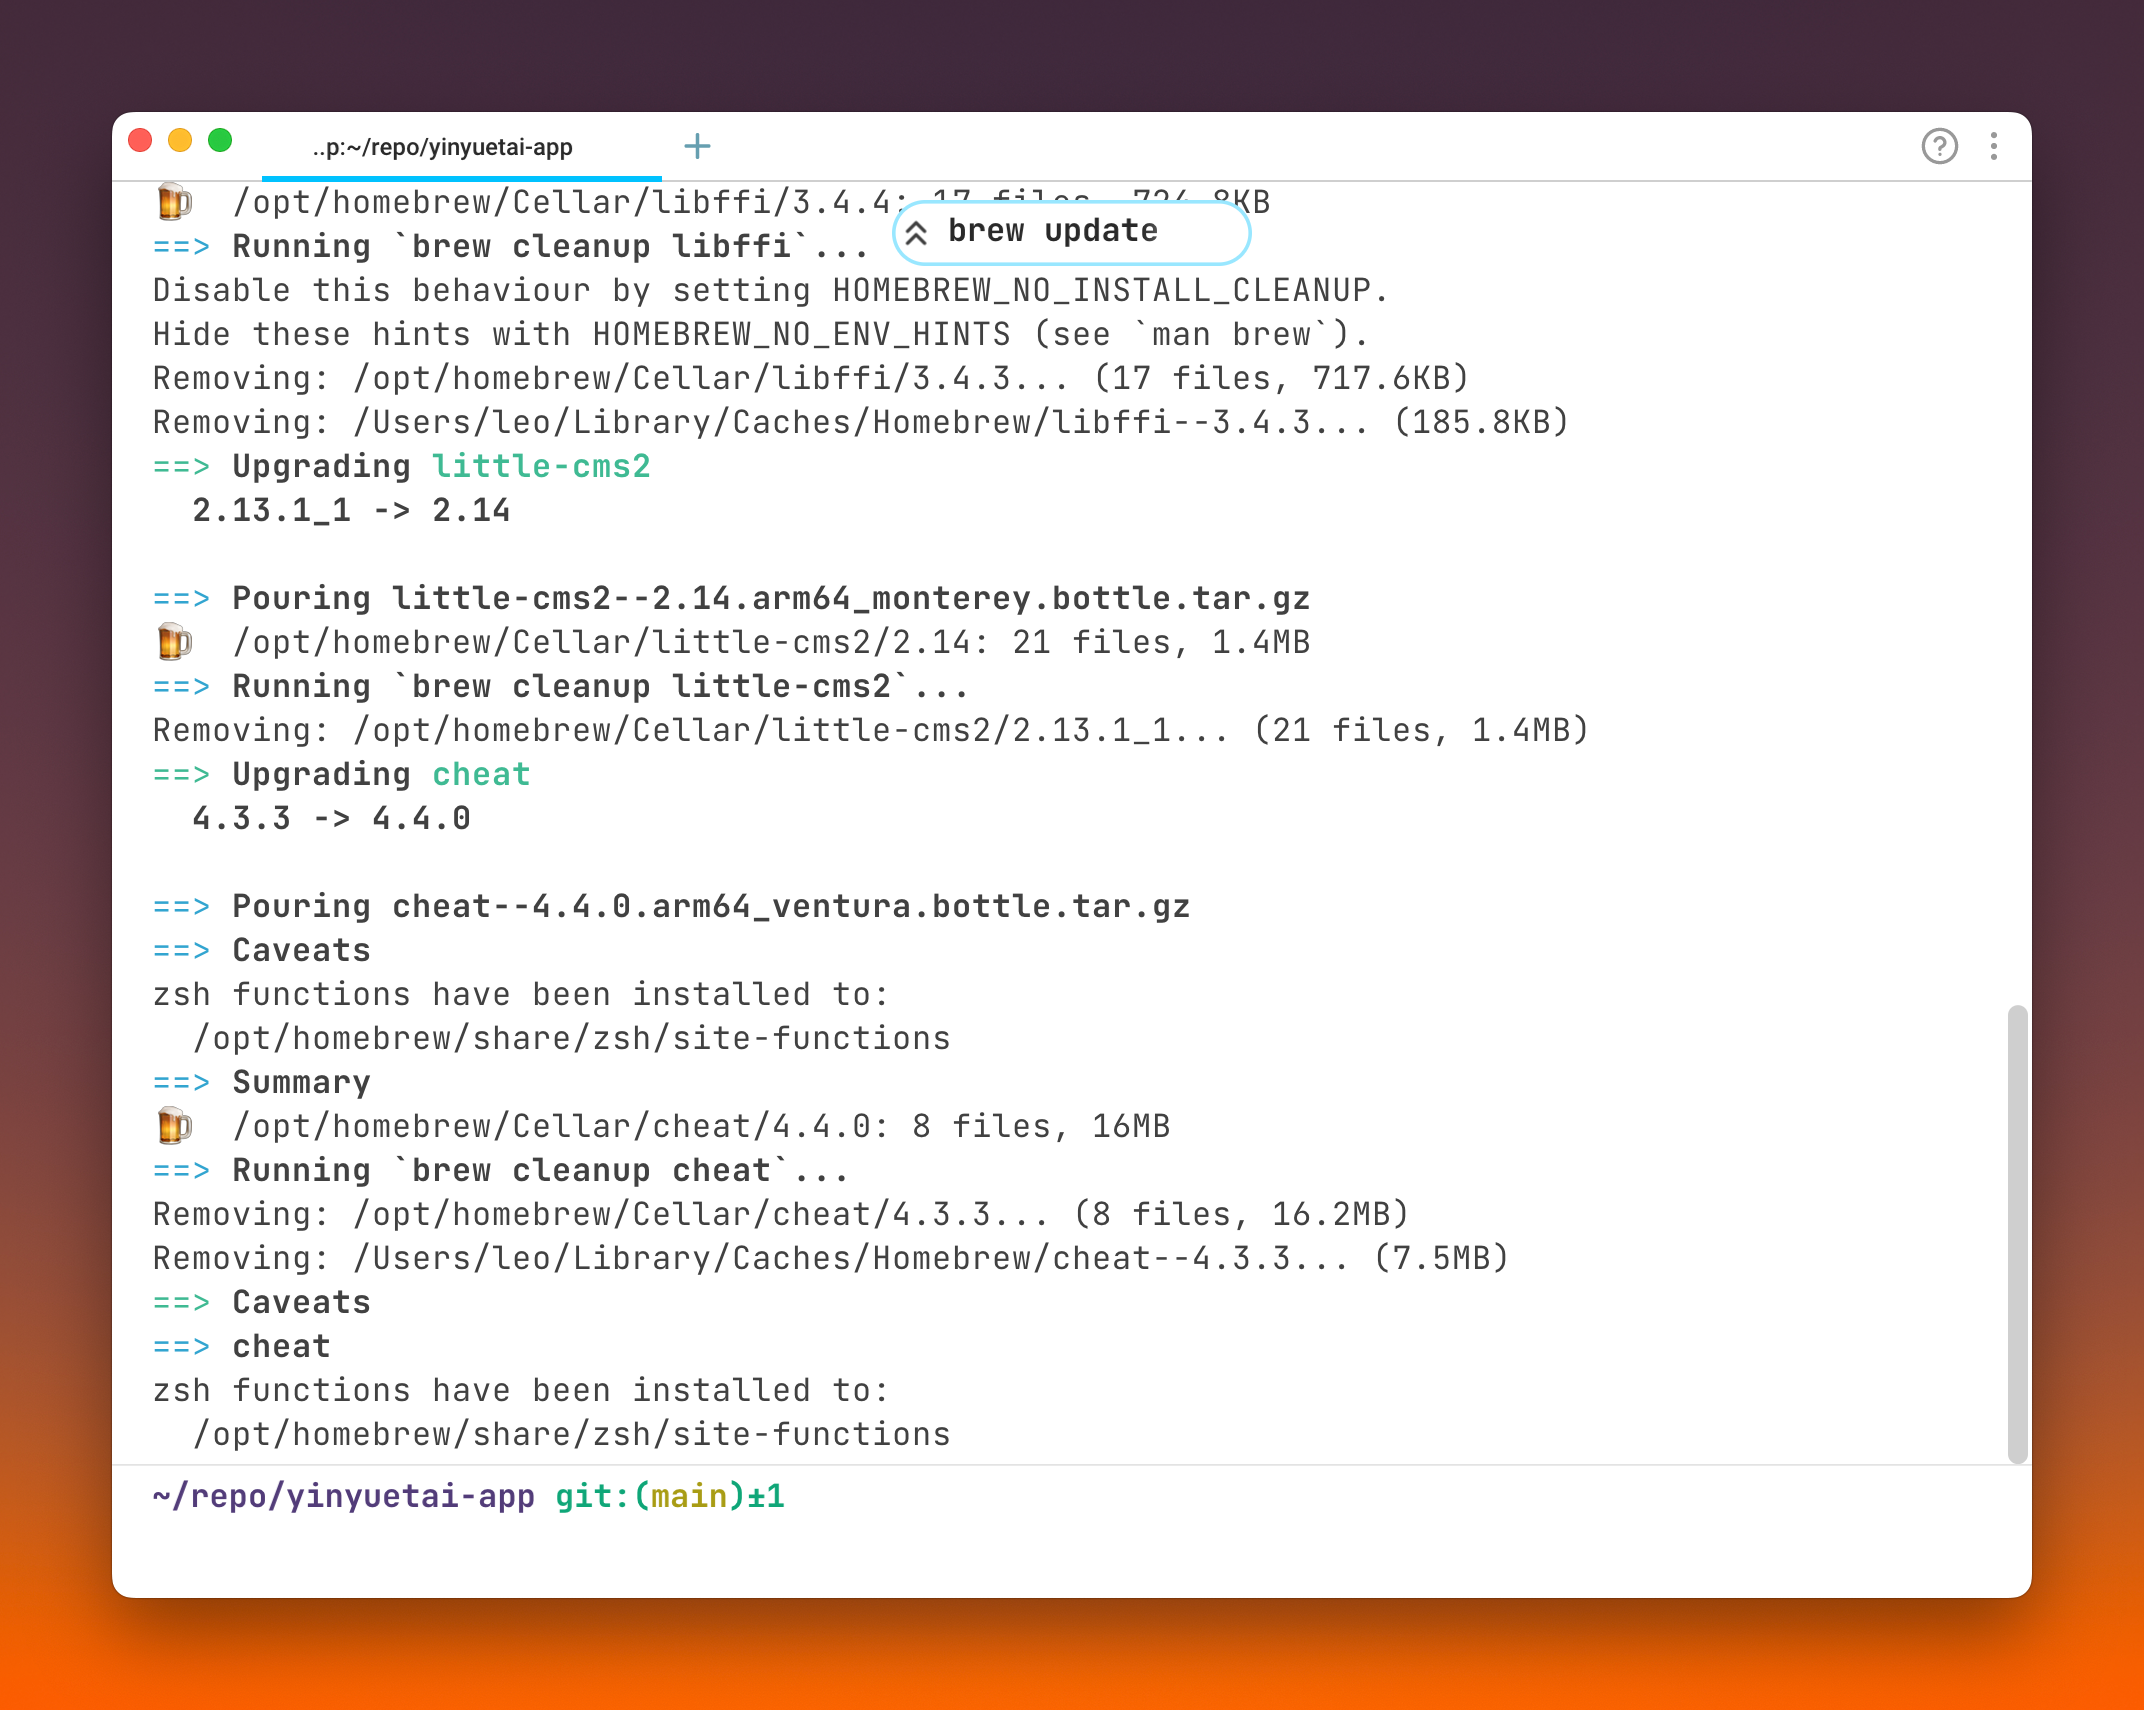 ..p:~/repo/yinyuetai-app
/opt/homebrew/Cellar/libffi/3.4.4: 17 files, 724.8KB
brew update
==> Running `brew cleanup libffi`...
Disable this behaviour by setting HOMEBREW_NO_INSTALL_CLEANUP.
Hide these hints with HOMEBREW_NO_ENV_HINTS (see `man brew`).
Removing: /opt/homebrew/Cellar/libffi/3.4.3... (17 files, 717.6KB)
Removing: /Users/leo/Library/Caches/Homebrew/libffi--3.4.3... (185.8KB)
==> Upgrading little-cms2
2.13.1_1 -> 2.14
==> Pouring little-cms2--2.14.arm64_monterey.bottle.tar.gz
/opt/homebrew/Cellar/little-cms2/2.14: 21 files, 1.4MB
==> Running `brew cleanup little-cms2`...
Removing: /opt/homebrew/Cellar/little-cms2/2.13.1_1... (21 files, 1.4MB)
==> Upgrading cheat
4.3.3 -> 4.4.0
==> Pouring cheat--4.4.0.arm64_ventura.bottle.tar.gz
==> Caveats
zsh functions have been installed to:
/opt/homebrew/share/zsh/site-functions
==> Summary
/opt/homebrew/Cellar/cheat/4.4.0: 8 files, 16MB
==> Running `brew cleanup cheat`...
Removing: /opt/homebrew/Cellar/cheat/4.3.3... (8 files, 16.2MB)
Removing: /Users/leo/Library/Caches/Homebrew/cheat--4.3.3... (7.5MB)
==> Caveats
==> cheat
zsh functions have been installed to:
/opt/homebrew/share/zsh/site-functions
~/repo/yinyuetai-app git:(main)±1